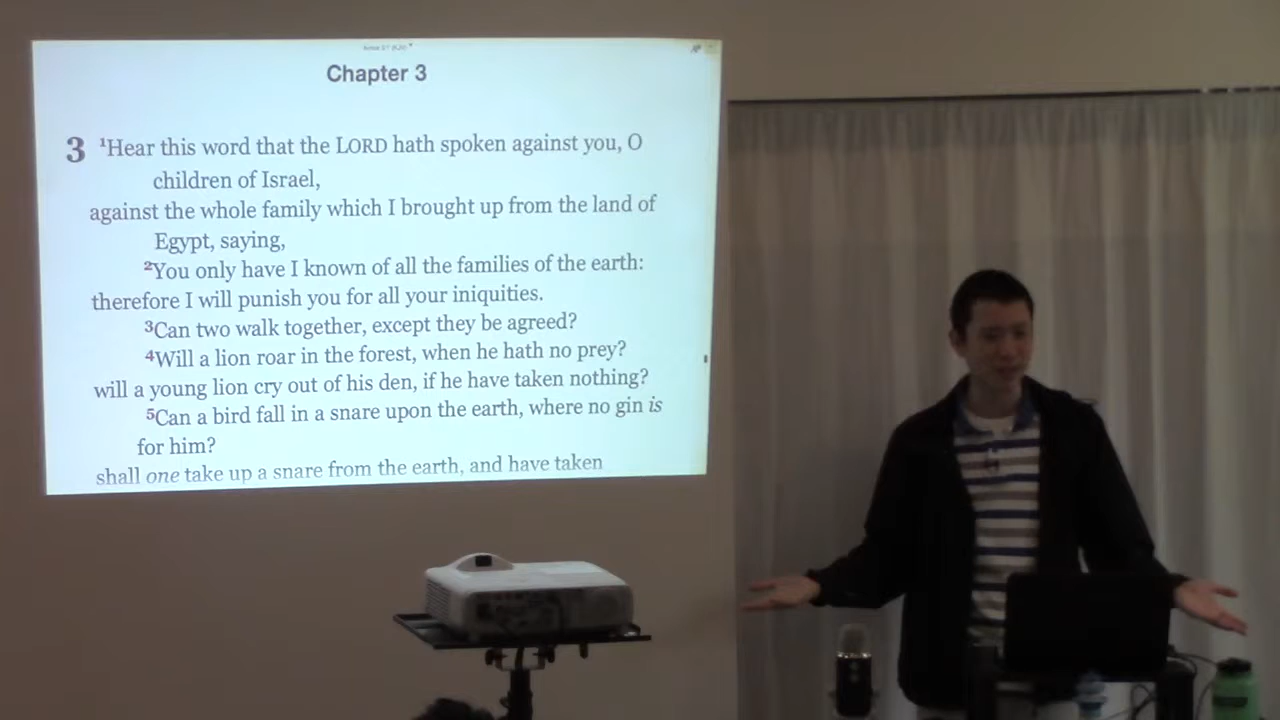 Chapter 3
3 ¹Hear this word that the LORD hath spoken against you, O
children of Israel,
against the whole family which I brought up from the land of
Egypt, saying,
²You only have I known of all the families of the earth:
therefore I will punish you for all your iniquities.
³Can two walk together, except they be agreed?
⁴Will a lion roar in the forest, when he hath no prey?
will a young lion cry out of his den, if he have taken nothing?
⁵Can a bird fall in a snare upon the earth, where no gin is
for him?
shall one take up a snare from the earth, and have taken